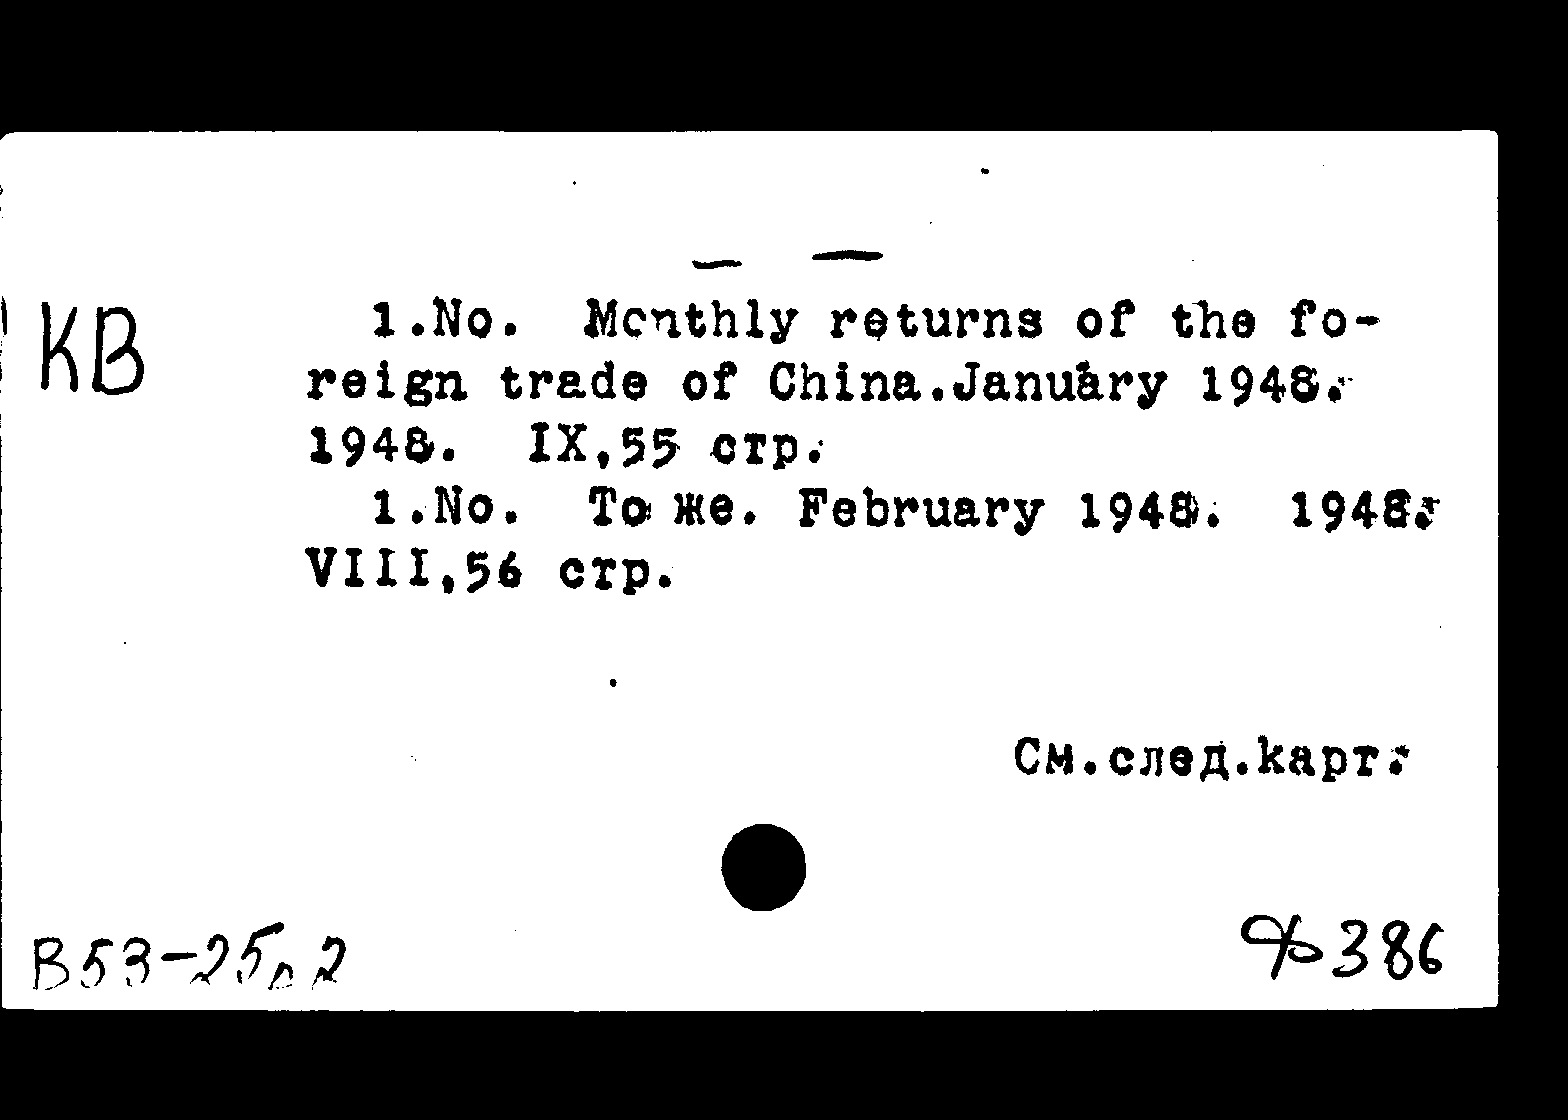 — —
КВ
1.No. Monthly returns of the fo-
reign trade of China.January 1948.
1948. IX,55 стр.
1.No. То же. February 1948. 1948.
VIII,56 стр.
См.след.карт.
В53-25
2
386